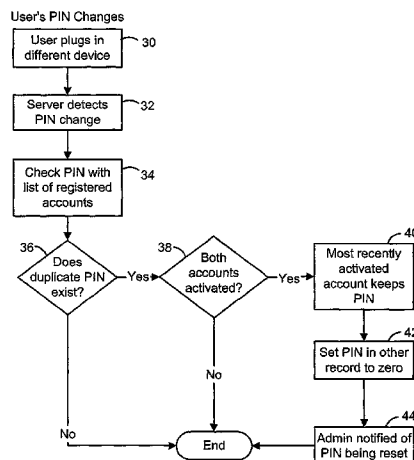 User's PIN Changes
User plugs in
different device
30
Server detects
PIN change
32
Check PIN with
list of registered
accounts
34
36
Does
duplicate PIN
exist?
Yes
38
Both
accounts
activated?
Yes
40
Most recently
activated
account keeps
PIN
42
Set PIN in other
record to zero
44
Admin notified of
PIN being reset
No
No
End